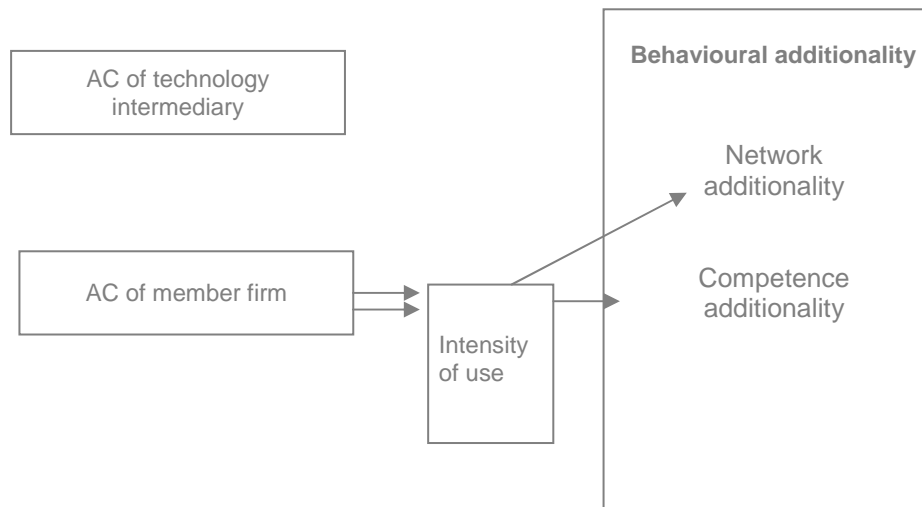 Behavioural additionality
AC of technology
intermediary
Network
additionality
AC of member firm
Competence
additionality
Intensity
of use